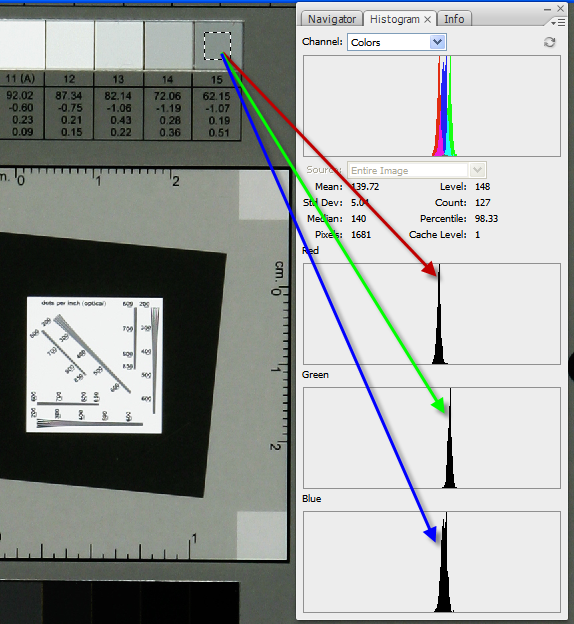 Navigator Histogram × Info
Channel: Colors
11 (A) 12 13 14 15
92.02 87.34 82.14 72.06 62.15
-0.60 -0.75 -1.06 -1.19 -1.07
0.23 0.21 0.43 0.28 0.19
0.09 0.15 0.22 0.36 0.51
Source: Entire Image
Mean: 139.72 Level: 148
Std Dev: 5.04 Count: 127
Median: 140 Percentile: 98.33
Pixels: 1681 Cache Level: 1
m. 0 1 2
Red
cm. 0 1 2
dots per inch (optical)
600 200
Green
Blue
1